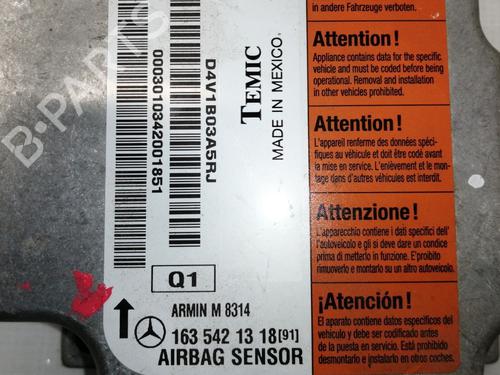 in andere Fahrzeuge verboten.
Attention!
Appliance contains data for the specific
vehicle and must be coded before being
operational. Removal and installation
in other vehicles prohibited.
Attention!
L'appareil renferme des données spéci-
fiques au véhicule et doit être codé avant
la mise en service. L'enlèvement et le mon-
tage dans d'autres véhicules est interdit.
Attenzione!
L'apparecchio contiene i dati specifici dell'
autoveicolo e gli si deve dare un codice
prima di metterlo in funzione. E'proibito
rimuoverlo e montarlo su un altro autoveicolo.
¡Atención!
El aparato contiene datos específicos del
vehículo y debe ser codificado antes
de la puesta en servicio. Está prohibido
desmontarlo e instalarlo en otros coches.
TEMIC
MADE IN MEXICO
D4V1B03A5RJ
00030103420018 51
Q1
ARMIN M 8314
163 542 13 18 [91]
AIRBAG SENSOR
B-PARTS